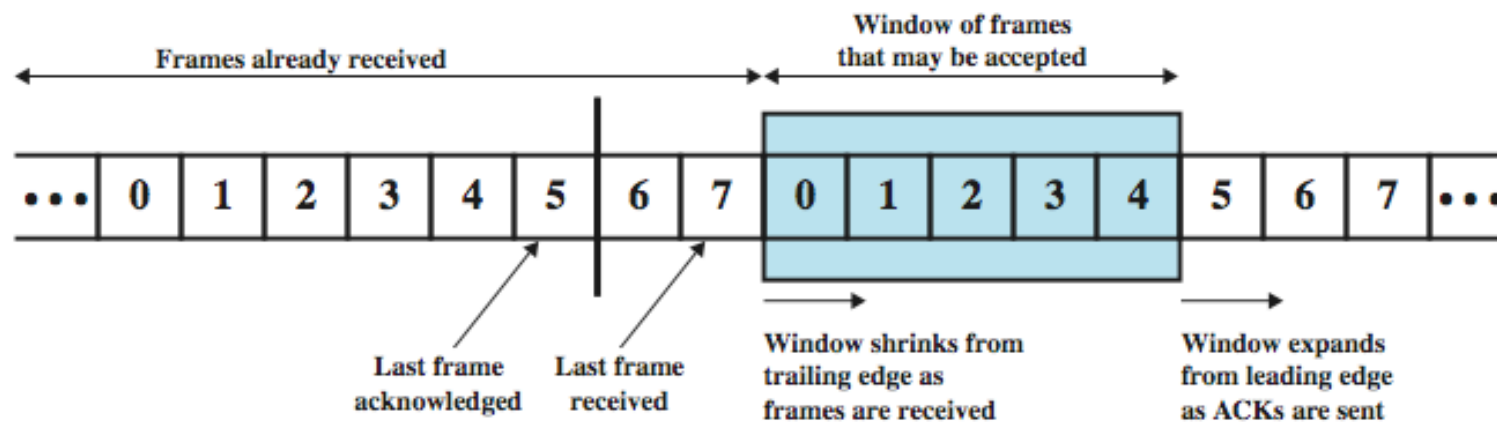 Window of frames
that may be accepted
Frames already received
••• 0 1 2 3 4 5 6 7 0 1 2 3 4 5 6 7 •••
Last frame
acknowledged
Last frame
received
Window shrinks from
trailing edge as
frames are received
Window expands
from leading edge
as ACKs are sent